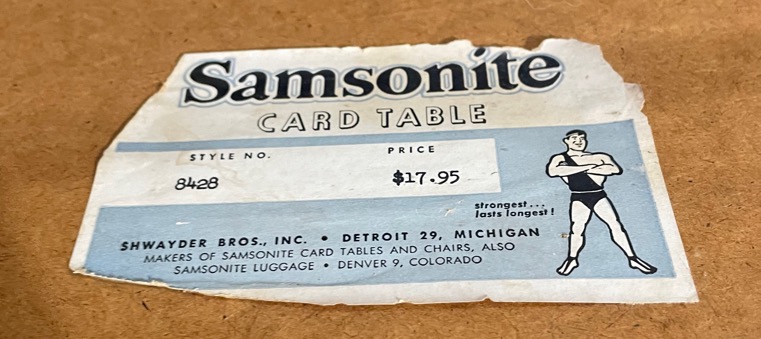 Samsonite
CARD TABLE
STYLE NO. PRICE
8428 $17.95
strongest...
lasts longest!
SHWAYDER BROS., INC. • DETROIT 29, MICHIGAN
MAKERS OF SAMSONITE CARD TABLES AND CHAIRS, ALSO
SAMSONITE LUGGAGE • DENVER 9, COLORADO